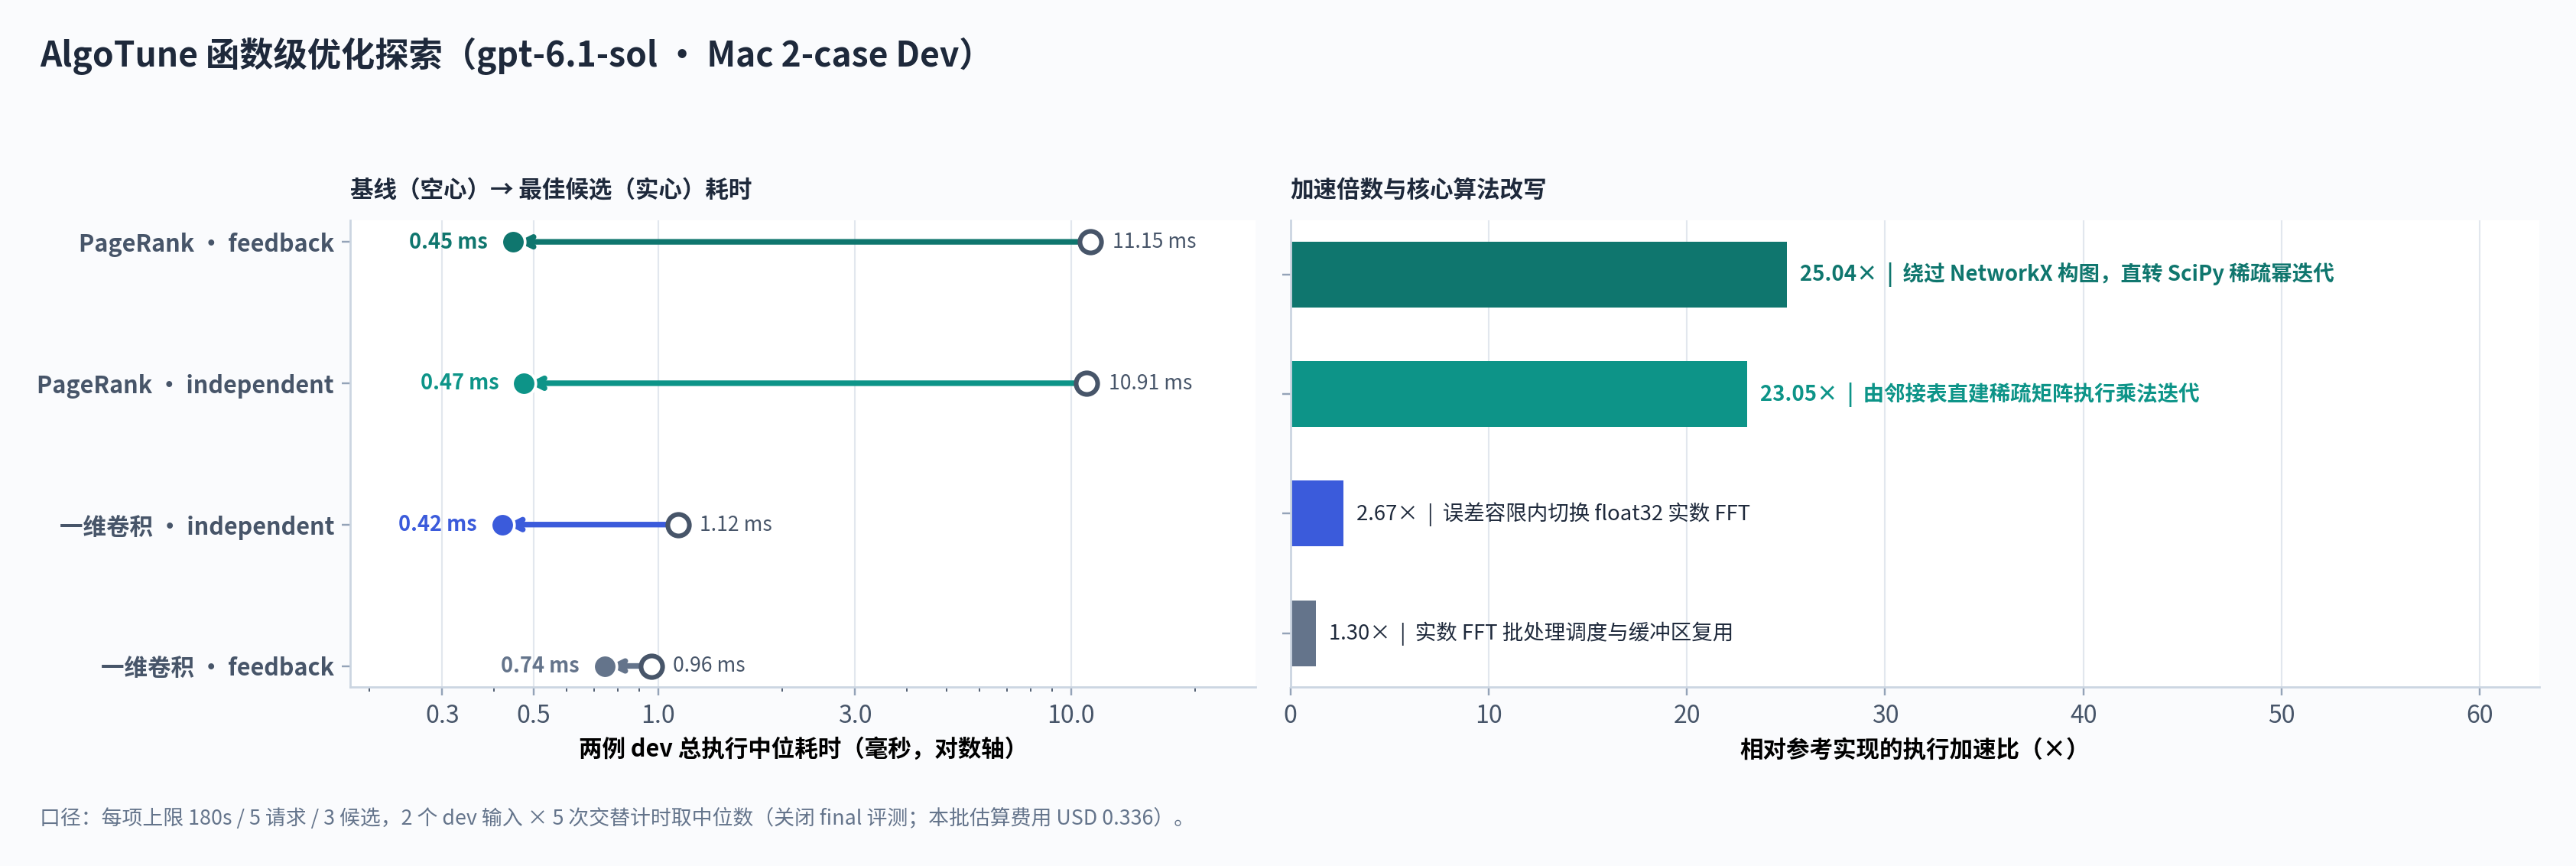 AlgoTune 函数级优化探索（gpt-6.1-sol · Mac 2-case Dev）
基线（空心）→ 最佳候选（实心）耗时
PageRank · feedback
0.45 ms
11.15 ms
PageRank · independent
0.47 ms
10.91 ms
一维卷积 · independent
0.42 ms
1.12 ms
一维卷积 · feedback
0.74 ms
0.96 ms
0.3
0.5
1.0
3.0
10.0
两例 dev 总执行中位耗时（毫秒，对数轴）
加速倍数与核心算法改写
25.04×｜绕过 NetworkX 构图，直转 SciPy 稀疏幂迭代
23.05×｜由邻接表直建稀疏矩阵执行乘法迭代
2.67×｜误差容限内切换 float32 实数 FFT
1.30×｜实数 FFT 批处理调度与缓冲区复用
0
10
20
30
40
50
60
相对参考实现的执行加速比（×）
口径：每项上限 180s / 5 请求 / 3 候选，2 个 dev 输入 × 5 次交替计时取中位数（关闭 final 评测；本批估算费用 USD 0.336）。